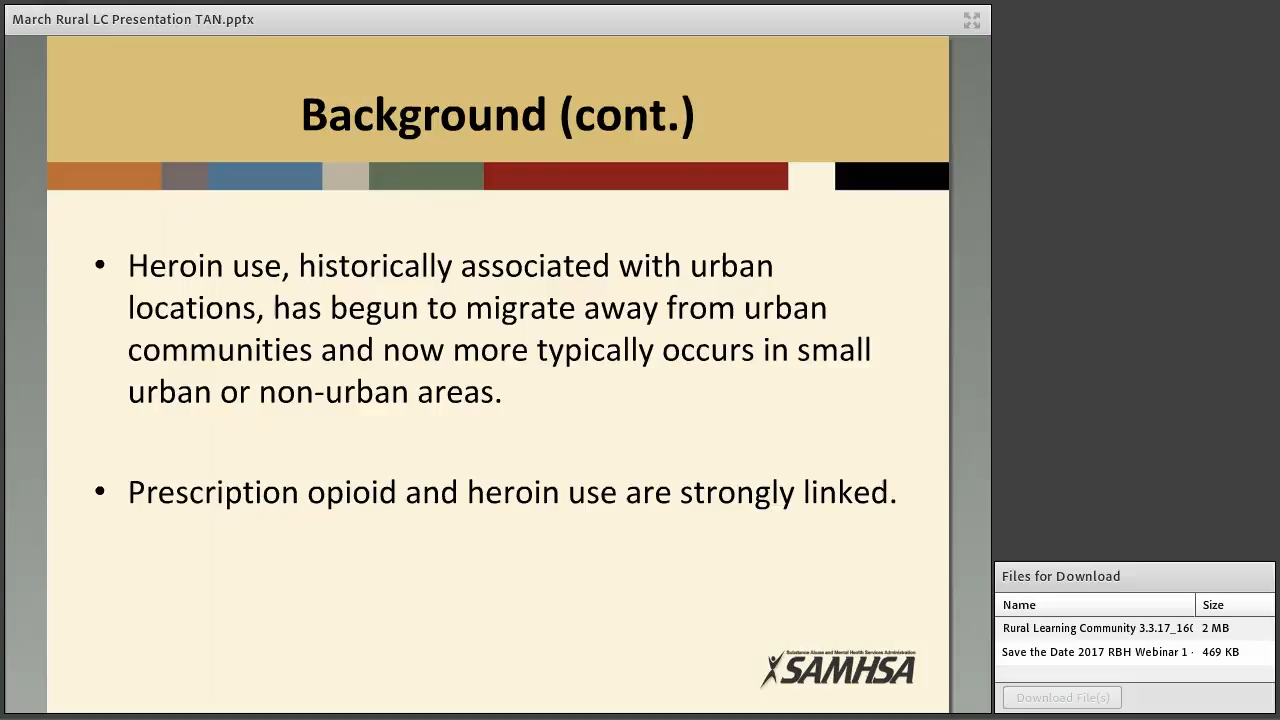 March Rural LC Presentation TAN.pptx
Background (cont.)
• Heroin use, historically associated with urban
locations, has begun to migrate away from urban
communities and now more typically occurs in small
urban or non-urban areas.
• Prescription opioid and heroin use are strongly linked.
Substance Abuse and Mental Health Services Administration
SAMHSA
Files for Download
Name Size
Rural Learning Community 3.3.17_160 2 MB
Save the Date 2017 RBH Webinar 1 - 469 KB
Download File(s)